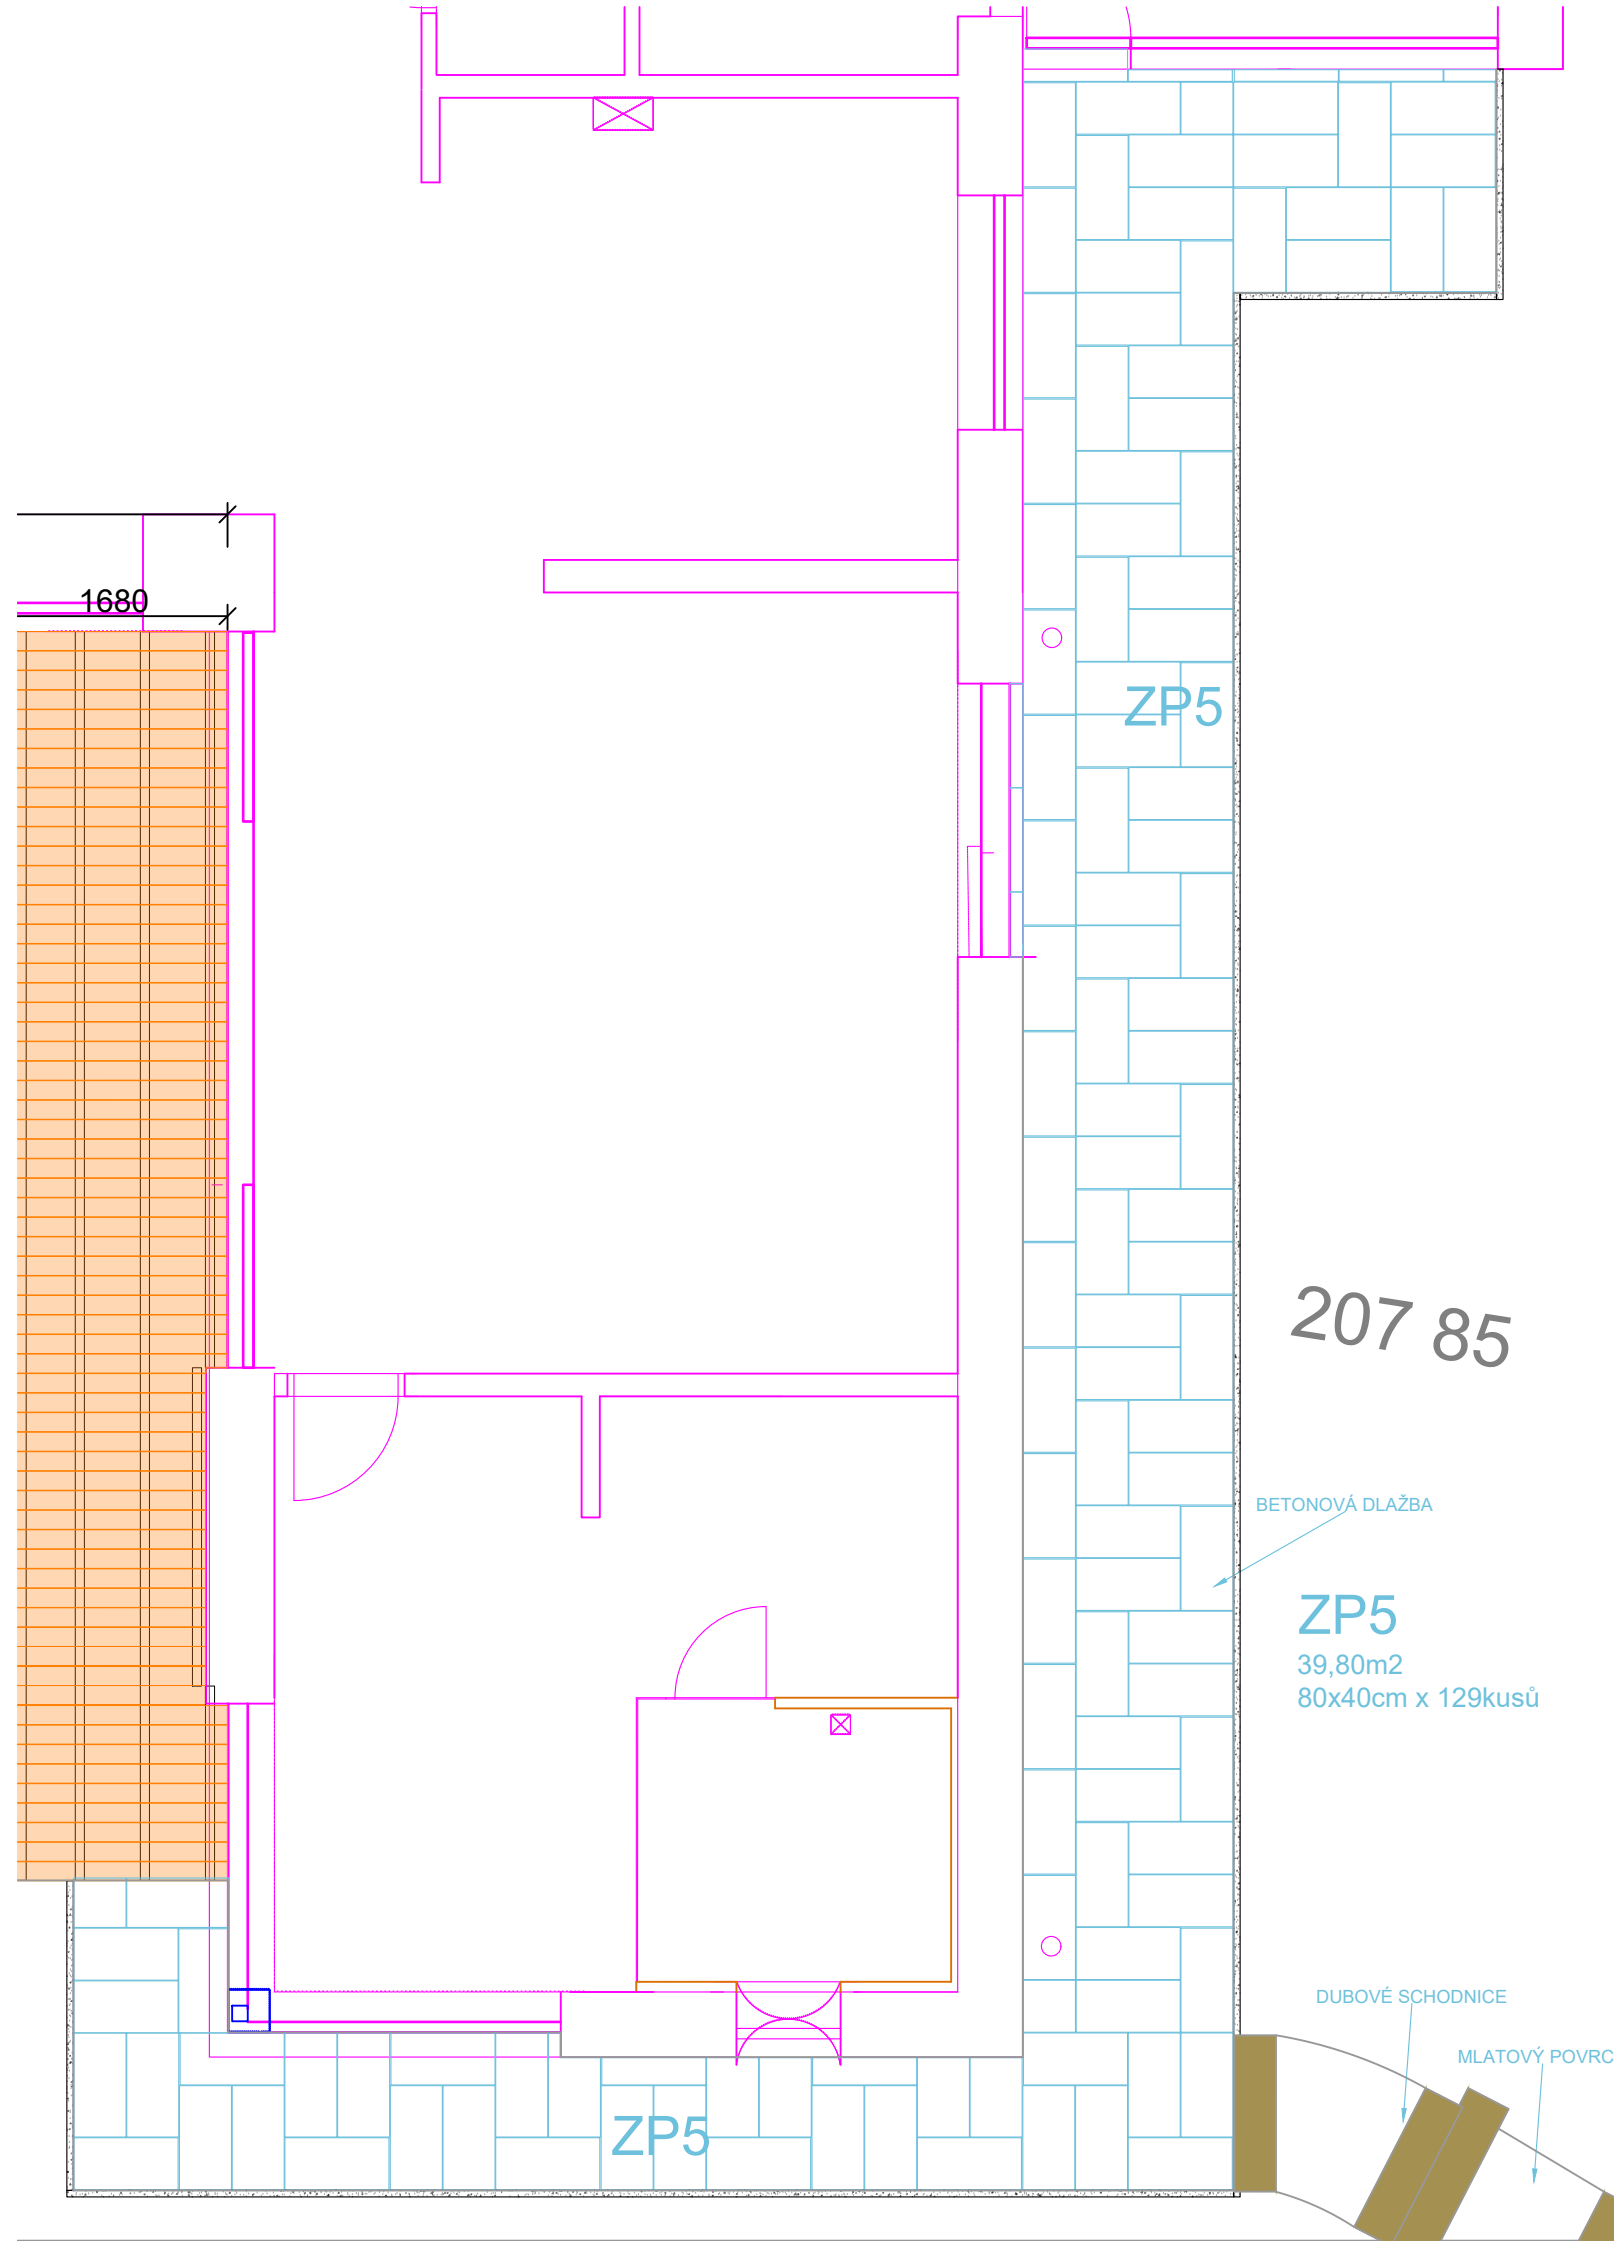 1680
ZP5
207 85
BETONOVÁ DLAŽBA
ZP5
39,80m2
80x40cm x 129kusů
DUBOVÉ SCHODNICE
MLATOVÝ POVRC
ZP5